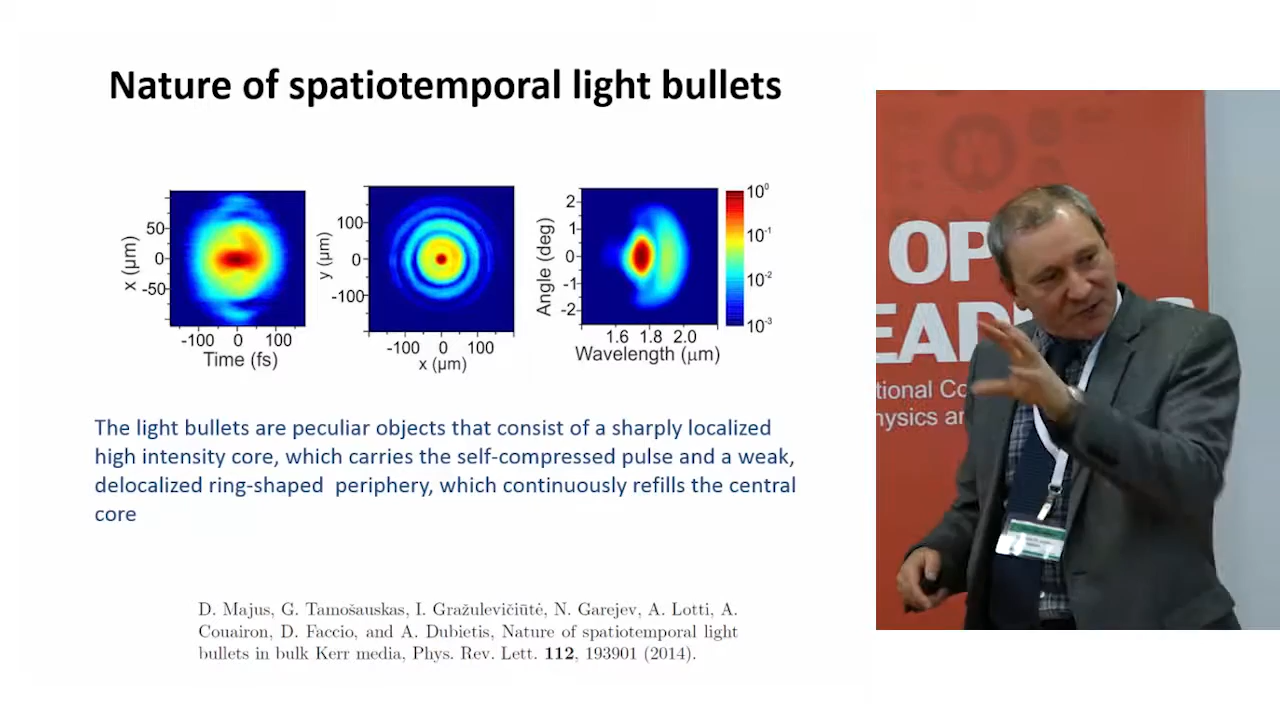 Nature of spatiotemporal light bullets
x (µm)
50
0
-50
-100 0 100
Time (fs)
y (µm)
100
0
-100
-100 0 100
x (µm)
Angle (deg)
2
1
0
-1
-2
1.6 1.8 2.0
Wavelength (µm)
10⁰
10⁻¹
10⁻²
10⁻³
The light bullets are peculiar objects that consist of a sharply localized
high intensity core, which carries the self-compressed pulse and a weak,
delocalized ring-shaped periphery, which continuously refills the central
core
D. Majus, G. Tamošauskas, I. Gražulevičiūtė, N. Garejev, A. Lotti, A.
Couairon, D. Faccio, and A. Dubietis, Nature of spatiotemporal light
bullets in bulk Kerr media, Phys. Rev. Lett. 112, 193901 (2014).
OP
EAD
tional Co
hysics an